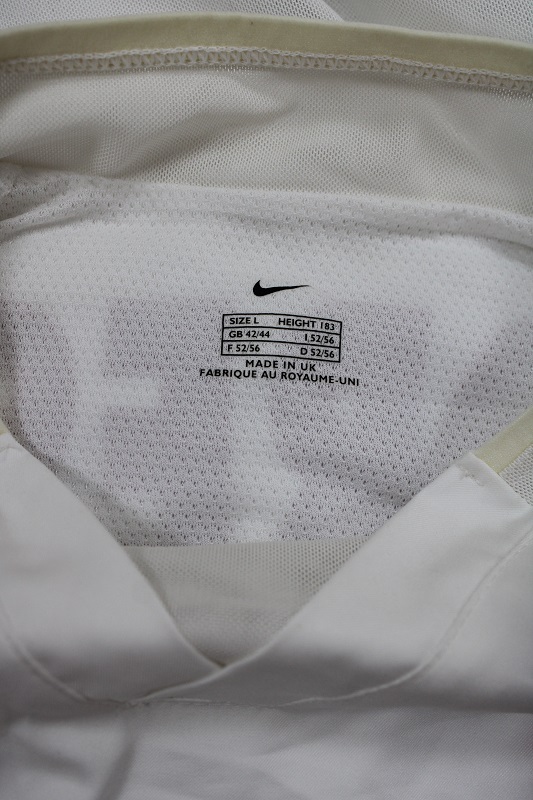 SIZE L HEIGHT 183
GB 42/44 I 52/56
F 52/56 D 52/56
MADE IN UK
FABRIQUE AU ROYAUME-UNI